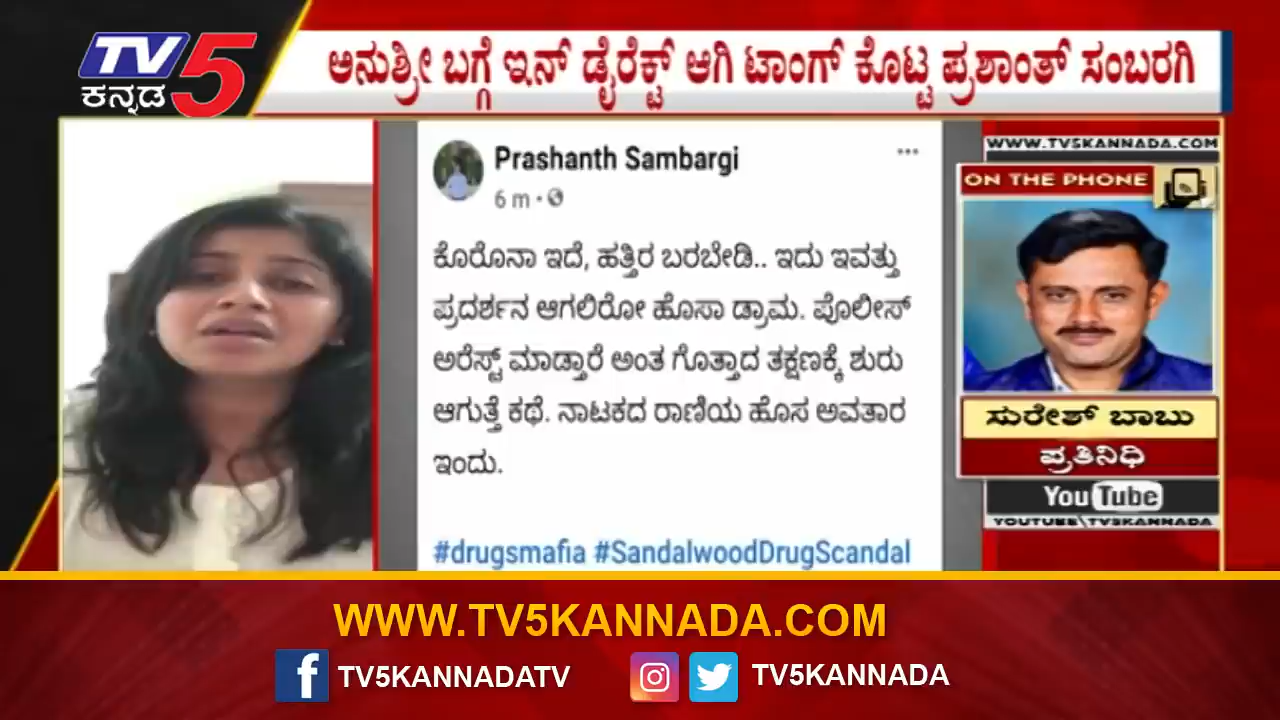 TV5
ಕನ್ನಡ
ಅನುಶ್ರೀ ಬಗ್ಗೆ ಇನ್ ಡೈರೆಕ್ಟ್ ಆಗಿ ಟಾಂಗ್ ಕೊಟ್ಟ ಪ್ರಶಾಂತ್ ಸಂಬರಗಿ
Prashanth Sambargi
6 m
ಕೊರೊನಾ ಇದೆ, ಹತ್ತಿರ ಬರಬೇಡಿ.. ಇದು ಇವತ್ತು
ಪ್ರದರ್ಶನ ಆಗಲಿರೋ ಹೊಸಾ ಡ್ರಾಮ. ಪೊಲೀಸ್
ಅರೆಸ್ಟ್ ಮಾಡ್ತಾರೆ ಅಂತ ಗೊತ್ತಾದ ತಕ್ಷಣಕ್ಕೆ ಶುರು
ಆಗುತ್ತೆ ಕಥೆ. ನಾಟಕದ ರಾಣಿಯ ಹೊಸ ಅವತಾರ
ಇಂದು.
#drugsmafia #SandalwoodDrugScandal
WWW.TV5KANNADA.COM
ON THE PHONE
ಸುರೇಶ್ ಬಾಬು
ಪ್ರತಿನಿಧಿ
YouTube
YOUTUBE\TV5KANNADA
WWW.TV5KANNADA.COM
TV5KANNADATV
TV5KANNADA